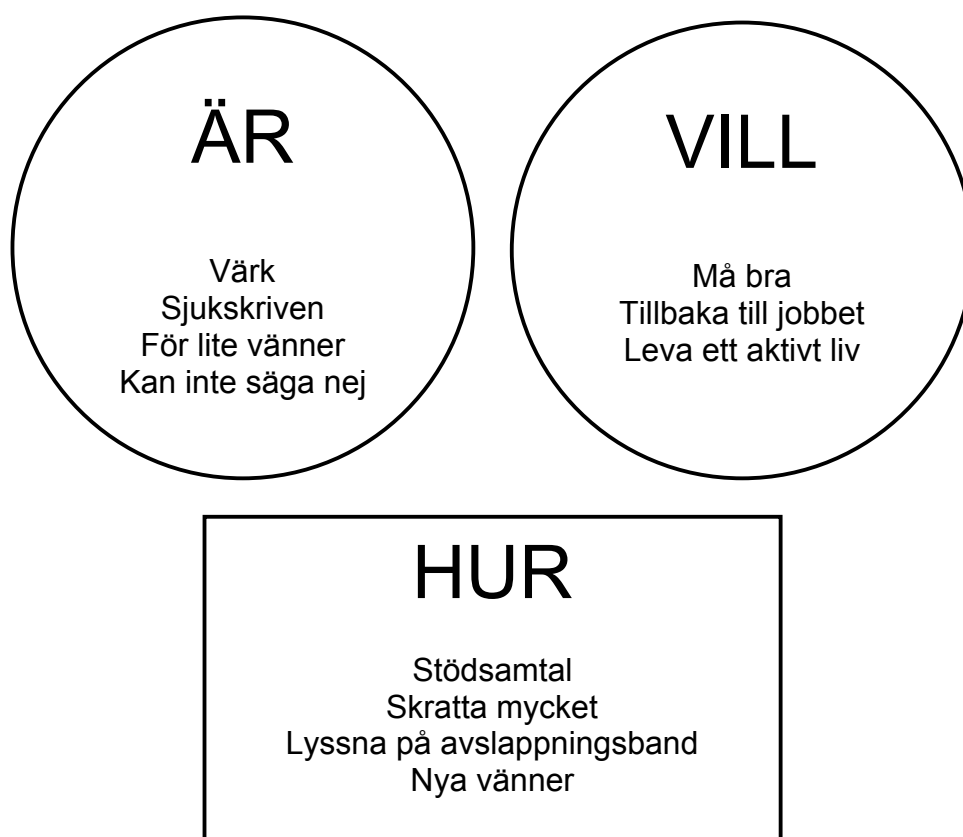 ÄR
Värk
Sjukskriven
För lite vänner
Kan inte säga nej
VILL
Må bra
Tillbaka till jobbet
Leva ett aktivt liv
HUR
Stödsamtal
Skratta mycket
Lyssna på avslappningsband
Nya vänner